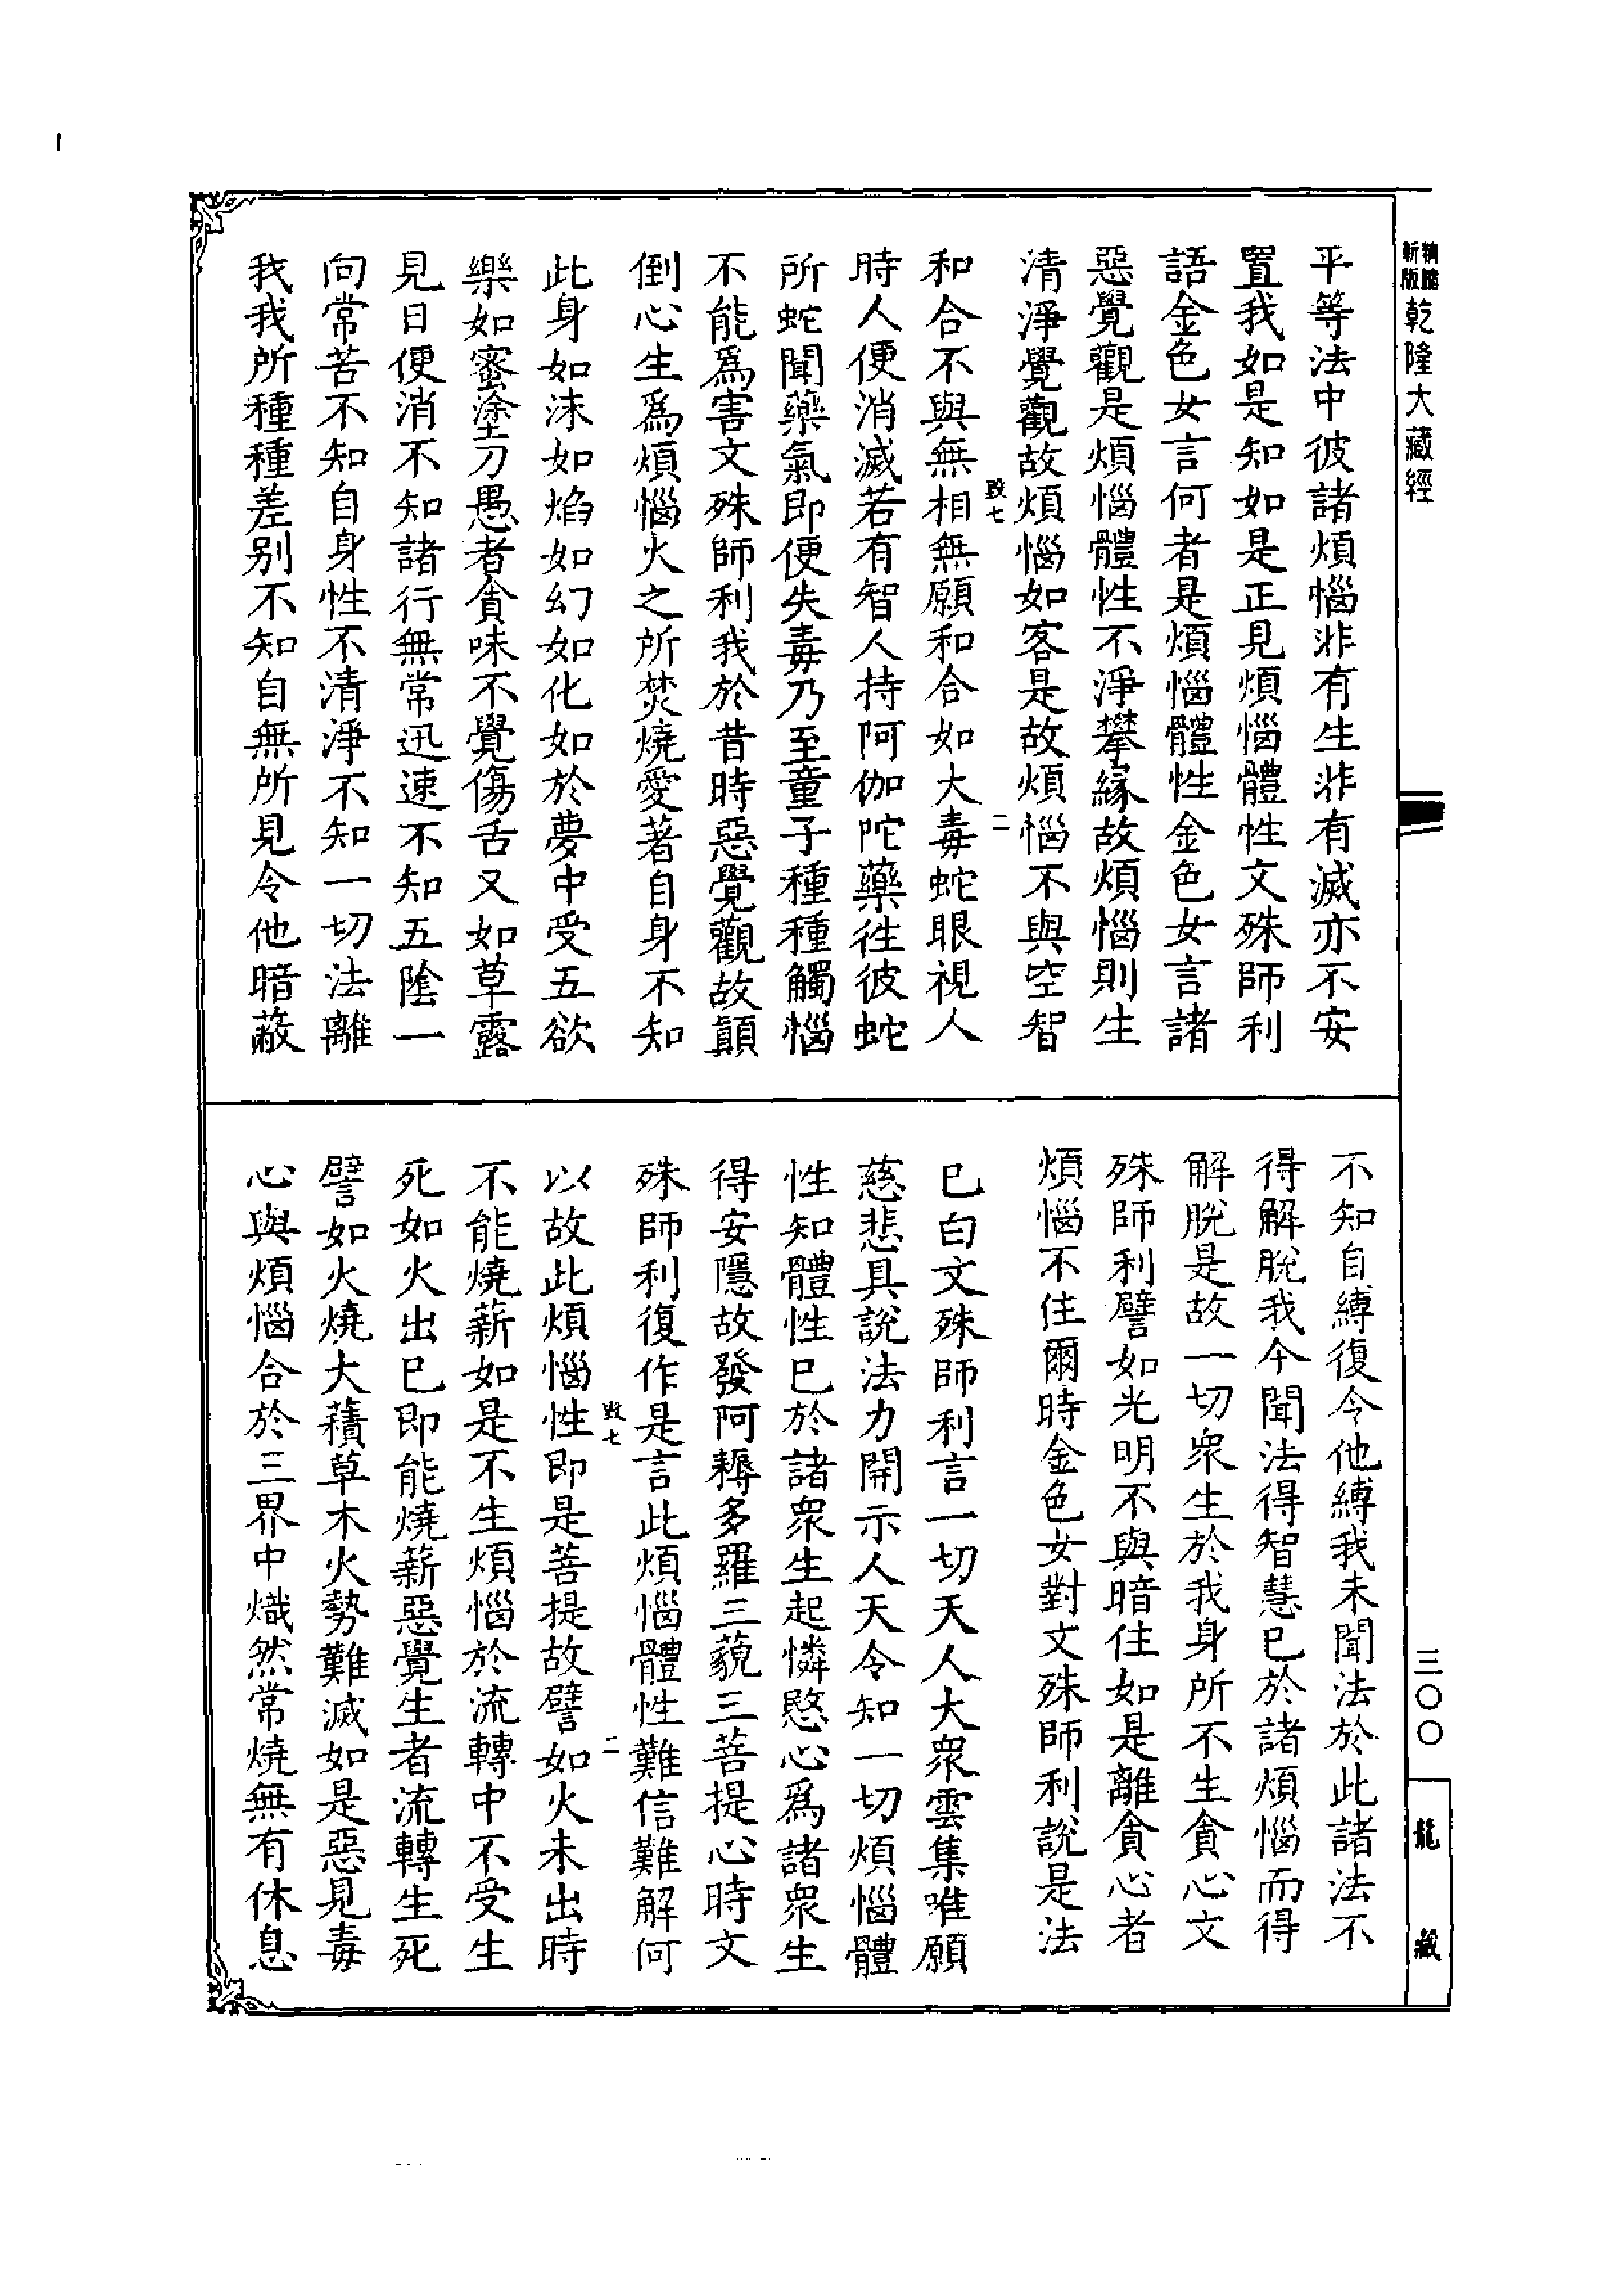 新版
精縮
乾隆大藏經
平等法中彼諸煩惱非有生非有滅亦不安
置我如是知如是正見煩惱體性文殊師利
語金色女言何者是煩惱體性金色女言諸
惡覺觀是煩惱體性不淨攀緣故煩惱則生
清淨覺觀故煩惱如客是故煩惱不與空智
毀七
二
和合不與無相無願和合如大毒蛇眼視人
時人便消滅若有智人持阿伽陀藥往彼蛇
所蛇聞藥氣即便失毒乃至童子種種觸惱
不能爲害文殊師利我於昔時惡覺觀故顛
倒心生爲煩惱火之所焚燒愛著自身不知
此身如沫如焰如幻如化如於夢中受五欲
樂如蜜塗刀愚者貪味不覺傷舌又如草露
見日便消不知諸行無常迅速不知五陰一
向常苦不知自身性不清淨不知一切法離
我我所種種差別不知自無所見令他暗蔽
不知自縛復令他縛我未聞法於此諸法不
得解脫我今聞法得智慧已於諸煩惱而得
解脫是故一切衆生於我身所不生貪心文
殊師利譬如光明不與暗住如是離貪心者
煩惱不住爾時金色女對文殊師利說是法
已白文殊師利言一切天人大衆雲集唯願
慈悲具說法力開示人天令知一切煩惱體
性知體性已於諸衆生起憐愍心爲諸衆生
得安隱故發阿耨多羅三藐三菩提心時文
殊師利復作是言此煩惱體性難信難解何
毀七
二
以故此煩惱性即是菩提故譬如火未出時
不能燒薪如是不生煩惱於流轉中不受生
死如火出已即能燒薪惡覺生者流轉生死
譬如火燒大𧂐草木火勢難滅如是惡見毒
心與煩惱合於三界中熾然常燒無有休息
三〇〇
龍藏